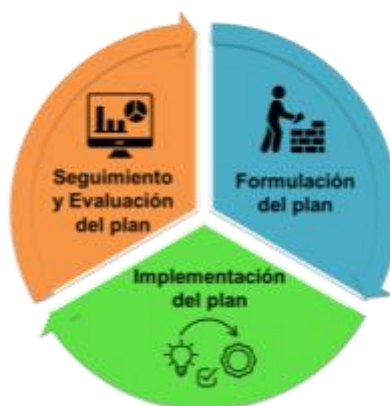 Seguimiento
y Evaluación
del plan
Formulación
del plan
Implementación
del plan